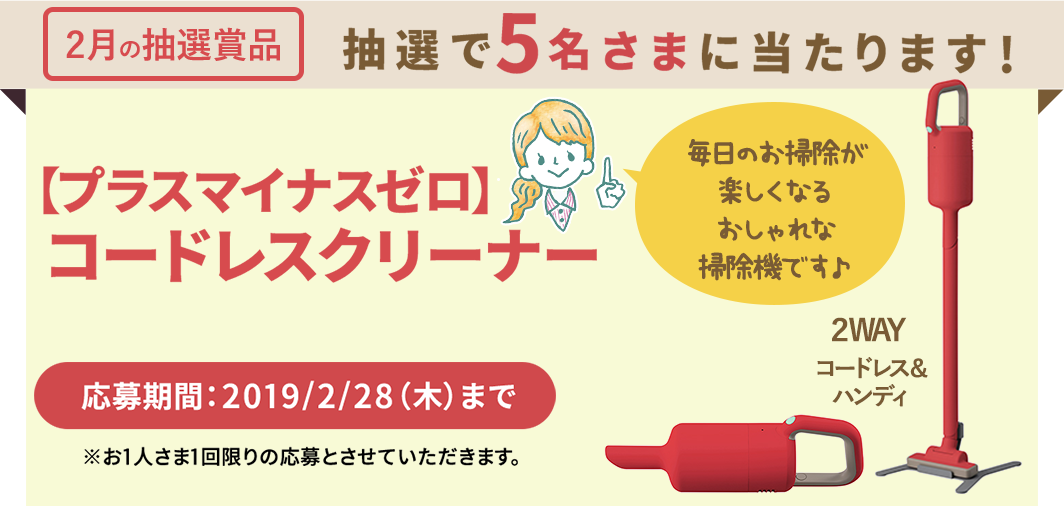 2月の抽選賞品
抽選で5名さまに当たります!
【プラスマイナスゼロ】
コードレスクリーナー
毎日のお掃除が
楽しくなる
おしゃれな
掃除機です♪
2WAY
コードレス&
ハンディ
応募期間:2019/2/28(木)まで
※お1人さま1回限りの応募とさせていただきます。